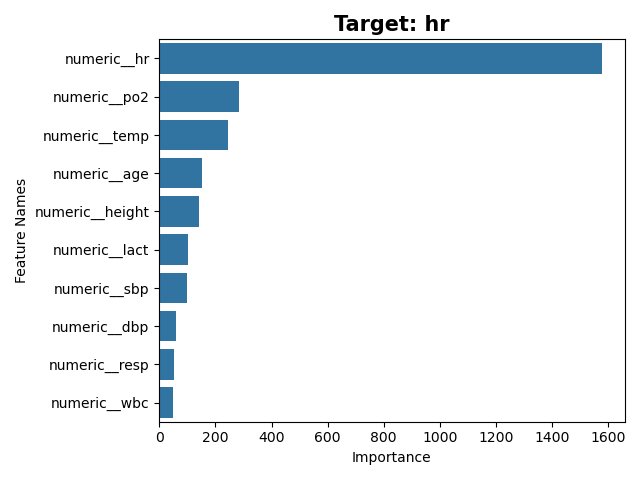 Target: hr
Feature Names
numeric__hr
numeric__po2
numeric__temp
numeric__age
numeric__height
numeric__lact
numeric__sbp
numeric__dbp
numeric__resp
numeric__wbc
0 200 400 600 800 1000 1200 1400 1600
Importance